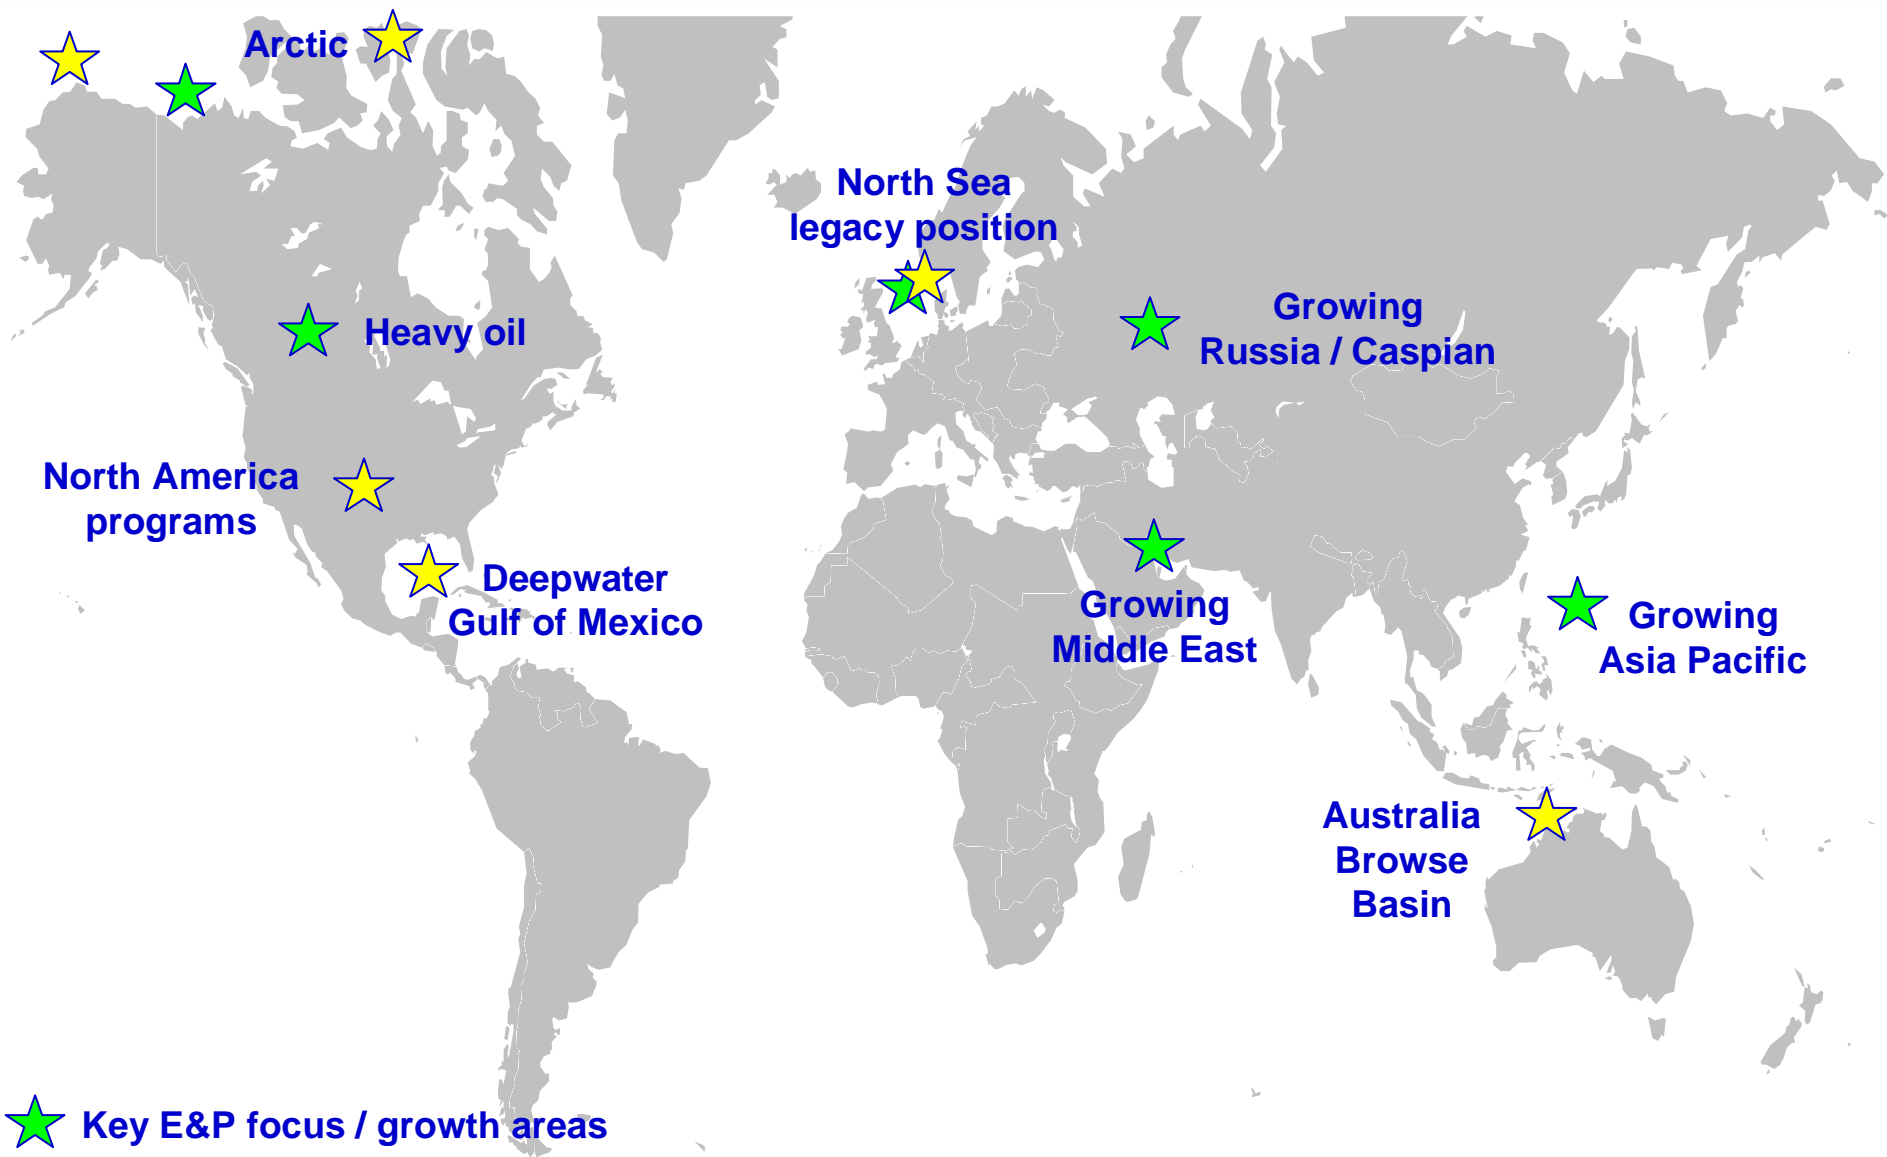 Arctic
North Sea
legacy position
Heavy oil
Growing
Russia / Caspian
North America
programs
Deepwater
Gulf of Mexico
Growing
Middle East
Growing
Asia Pacific
Australia
Browse
Basin
Key E&P focus / growth areas